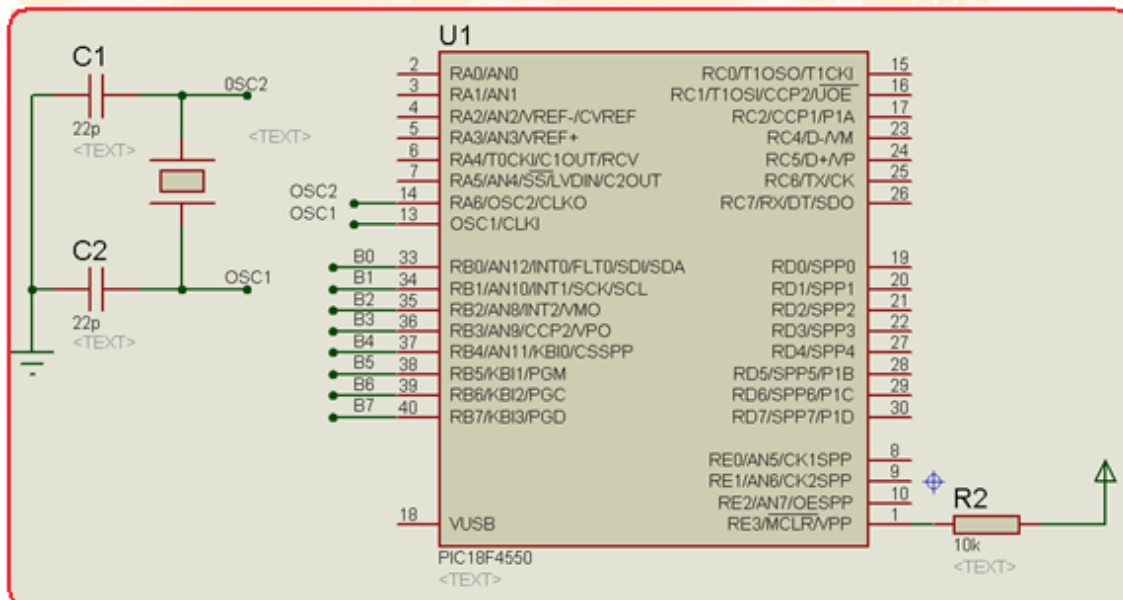 C1
22p
<TEXT>
0SC2
<TEXT>
C2
22p
<TEXT>
OSC1
U1
2 RA0/AN0
3 RA1/AN1
4 RA2/AN2/VREF-/CVREF
5 RA3/AN3/VREF+
6 RA4/T0CKI/C1OUT/RCV
7 RA5/AN4/SS/LVDIN/C2OUT
OSC2 14 RA6/OSC2/CLKO
OSC1 13 OSC1/CLKI
B0 33 RB0/AN12/INT0/FLT0/SDI/SDA
B1 34 RB1/AN10/INT1/SCK/SCL
B2 35 RB2/AN8/INT2/VMO
B3 36 RB3/AN9/CCP2/VPO
B4 37 RB4/AN11/KBI0/CSSPP
B5 38 RB5/KBI1/PGM
B6 39 RB6/KBI2/PGC
B7 40 RB7/KBI3/PGD
18 VUSB
RC0/T1OSO/T1CKI 15
RC1/T1OSI/CCP2/UOE 16
RC2/CCP1/P1A 17
RC4/D-/VM 23
RC5/D+/VP 24
RC6/TX/CK 25
RC7/RX/DT/SDO 26
RD0/SPP0 19
RD1/SPP1 20
RD2/SPP2 21
RD3/SPP3 22
RD4/SPP4 27
RD5/SPP5/P1B 28
RD6/SPP6/P1C 29
RD7/SPP7/P1D 30
RE0/AN5/CK1SPP 8
RE1/AN6/CK2SPP 9
RE2/AN7/OESPP 10
RE3/MCLR/VPP 1
PIC18F4550
<TEXT>
R2
10k
<TEXT>